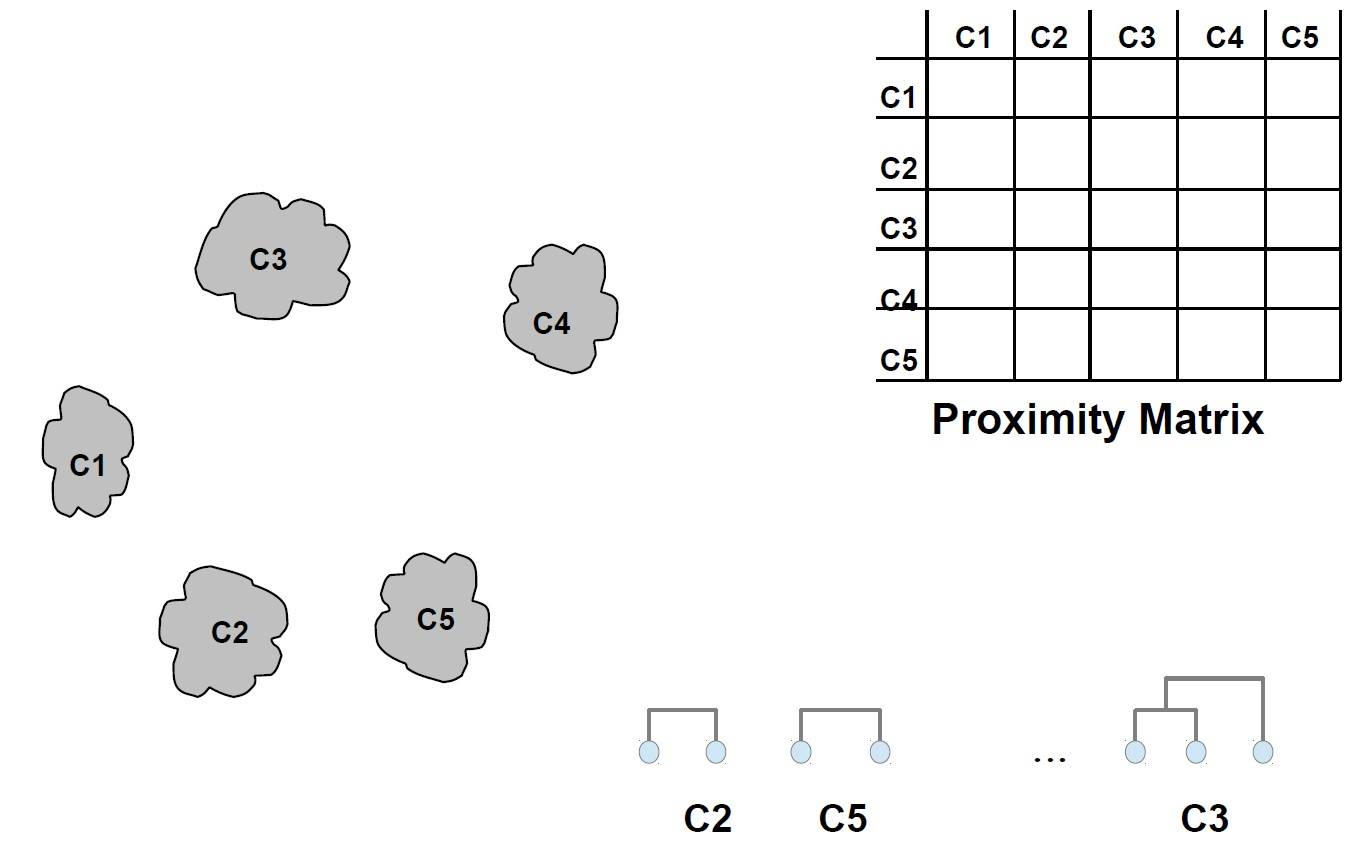 C1 C2 C3 C4 C5
C1
C2
C3
C4
C5
Proximity Matrix
C3
C4
C1
C2
C5
...
C2 C5 C3